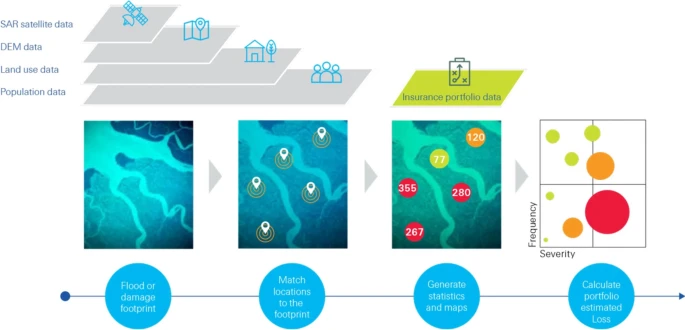 SAR satellite data
DEM data
Land use data
Population data
Insurance portfolio data
120
77
355
280
267
Frequency
Severity
Flood or
damage
footprint
Match
locations
to the
footprint
Generate
statistics
and maps
Calculate
portfolio
estimated
Loss